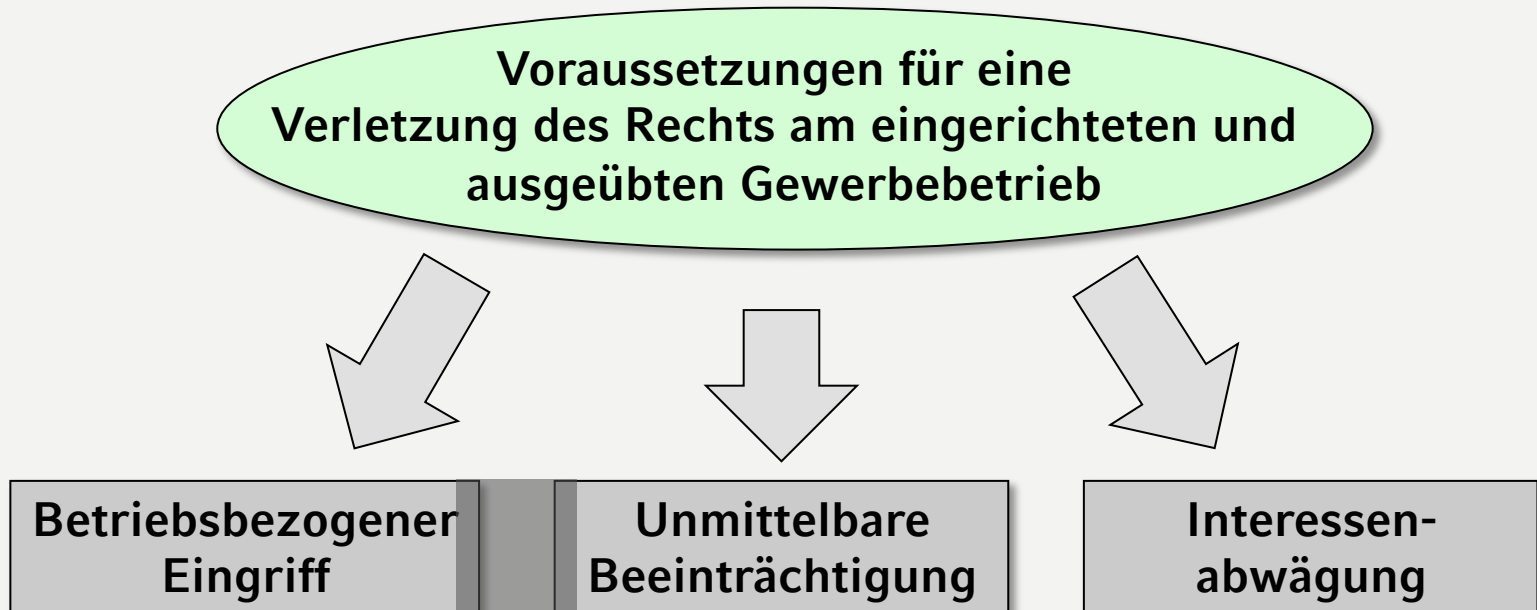 Voraussetzungen für eine
Verletzung des Rechts am eingerichteten und
ausgeübten Gewerbebetrieb
Betriebsbezogener
Eingriff
Unmittelbare
Beeinträchtigung
Interessen-
abwägung